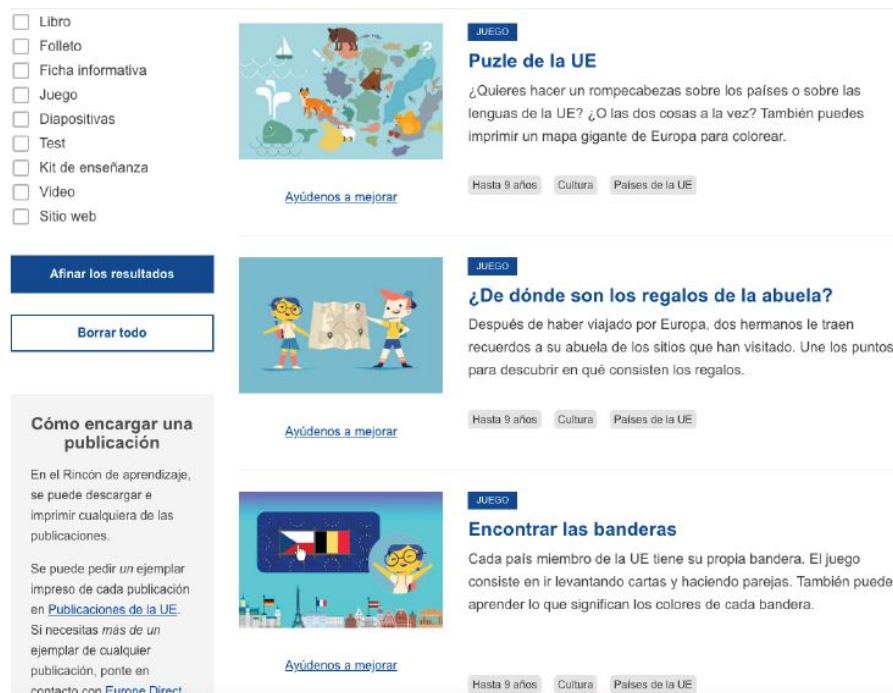 Libro
Folleto
Ficha informativa
Juego
Diapositivas
Test
Kit de enseñanza
Video
Sitio web
Afinar los resultados
Borrar todo
Cómo encargar una
publicación
En el Rincón de aprendizaje,
se puede descargar e
imprimir cualquiera de las
publicaciones.
Se puede pedir un ejemplar
impreso de cada publicación
en Publicaciones de la UE.
Si necesitas más de un
ejemplar de cualquier
publicación, ponte en
contacto con Europe Direct
JUEGO
Puzle de la UE
¿Quieres hacer un rompecabezas sobre los países o sobre las
lenguas de la UE? ¿O las dos cosas a la vez? También puedes
imprimir un mapa gigante de Europa para colorear.
Hasta 9 años Cultura Países de la UE
Ayúdenos a mejorar
JUEGO
¿De dónde son los regalos de la abuela?
Después de haber viajado por Europa, dos hermanos le traen
recuerdos a su abuela de los sitios que han visitado. Une los puntos
para descubrir en qué consisten los regalos.
Hasta 9 años Cultura Países de la UE
Ayúdenos a mejorar
JUEGO
Encontrar las banderas
Cada país miembro de la UE tiene su propia bandera. El juego
consiste en ir levantando cartas y haciendo parejas. También puede
aprender lo que significan los colores de cada bandera.
Ayúdenos a mejorar
Hasta 9 años Cultura Países de la UE